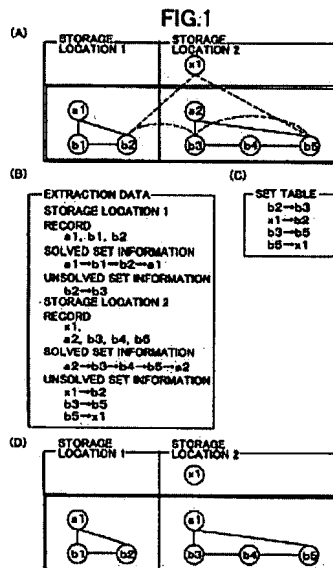 FIG.1
(A)
STORAGE LOCATION 1
STORAGE LOCATION 2
x1
a1
a2
b1
b2
b3
b4
b5
(B)
(C)
EXTRACTION DATA
STORAGE LOCATION 1
RECORD
a1, b1, b2
SOLVED SET INFORMATION
a1→b1→b2→a1
UNSOLVED SET INFORMATION
b2→b3
STORAGE LOCATION 2
RECORD
x1,
a2, b3, b4, b5
SOLVED SET INFORMATION
a2→b3→b4→b5→a2
UNSOLVED SET INFORMATION
x1→b2
b3→b5
b5→x1
SET TABLE
b2→b3
x1→b2
b3→b5
b5→x1
(D)
STORAGE LOCATION 1
STORAGE LOCATION 2
x1
a1
a1
b1
b2
b3
b4
b5